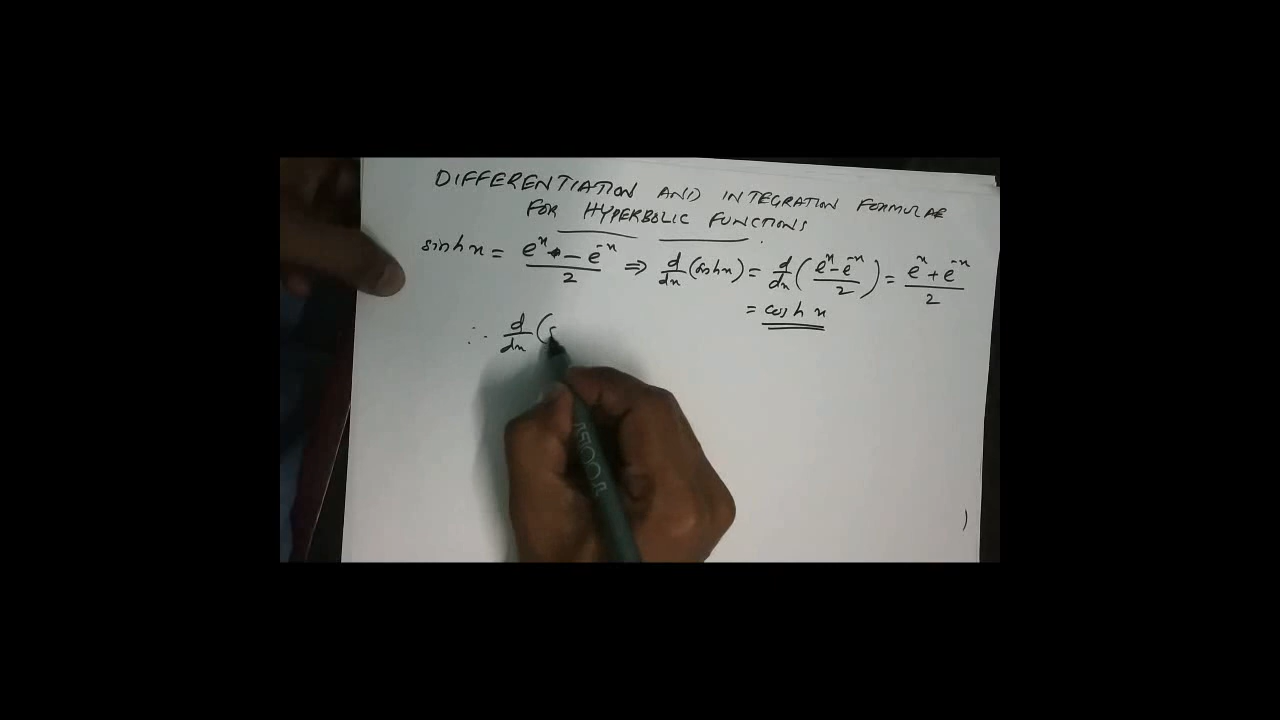 DIFFERENTIATION AND INTEGRATION FORMULAE
FOR HYPERBOLIC FUNCTIONS
sinh x = e^x - e^-x / 2 ⇒ d/dx (sinh x) = d/dx (e^x - e^-x / 2) = e^x + e^-x / 2
= cosh x
∴ d/dx (s